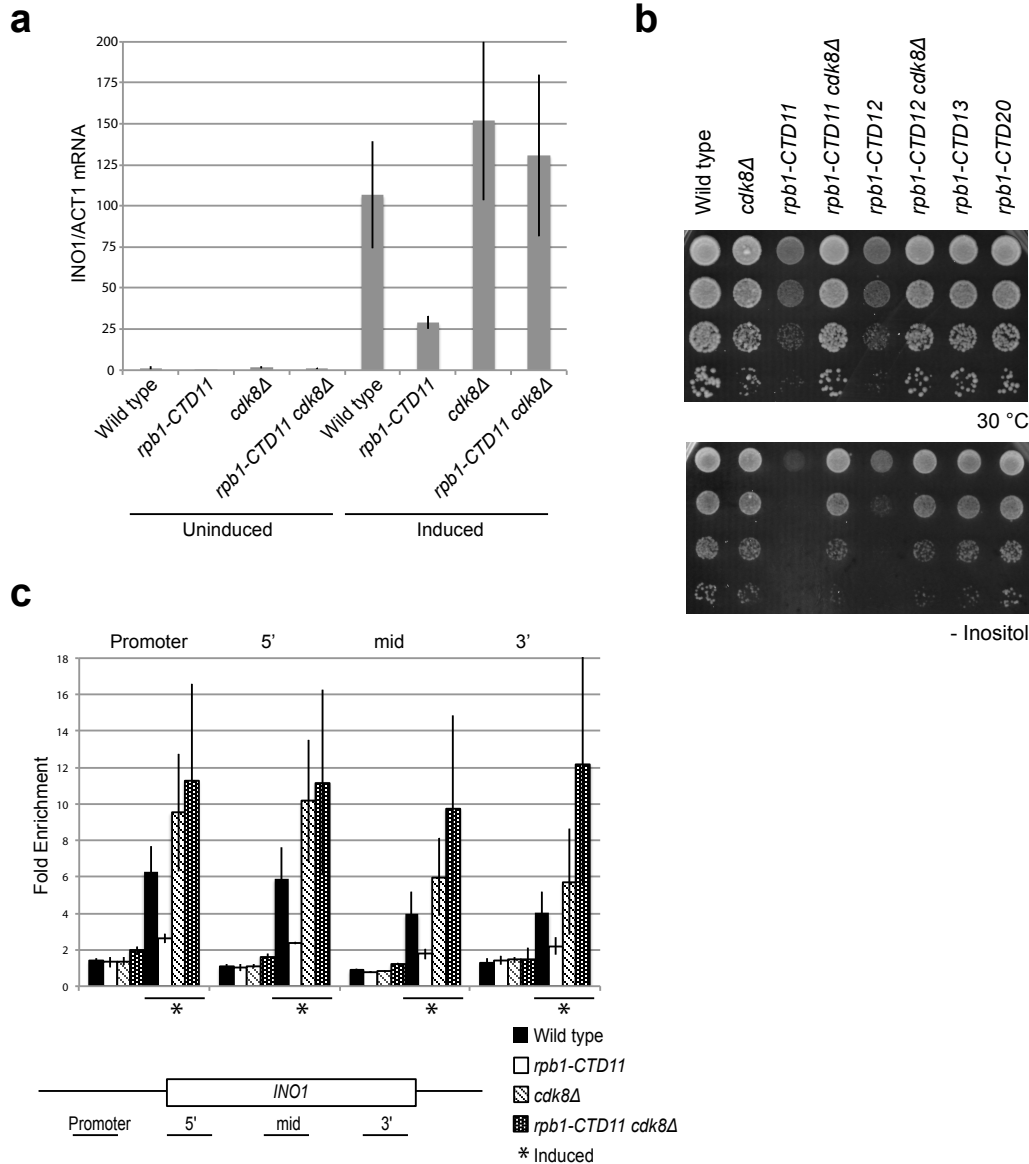 a
INO1/ACT1 mRNA
200
175
150
125
100
75
50
25
0
Wild type
rpb1-CTD11
cdk8Δ
rpb1-CTD11 cdk8Δ
Wild type
rpb1-CTD11
cdk8Δ
rpb1-CTD11 cdk8Δ
Uninduced
Induced
b
Wild type
cdk8Δ
rpb1-CTD11
rpb1-CTD11 cdk8Δ
rpb1-CTD12
rpb1-CTD12 cdk8Δ
rpb1-CTD13
rpb1-CTD20
30 °C
- Inositol
c
Promoter 5’ mid 3’
Fold Enrichment
18
16
14
12
10
8
6
4
2
0
* * * *
Wild type
rpb1-CTD11
cdk8Δ
rpb1-CTD11 cdk8Δ
* Induced
INO1
Promoter 5' mid 3'